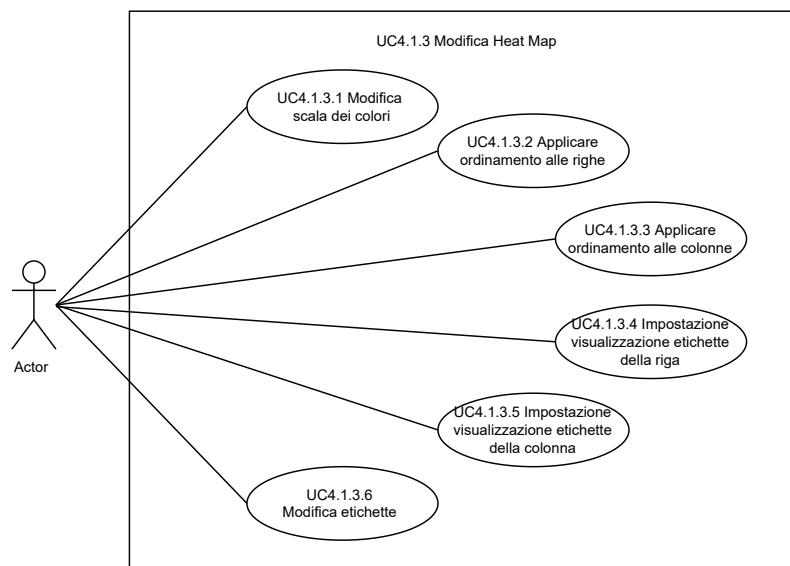 UC4.1.3 Modifica Heat Map
UC4.1.3.1 Modifica
scala dei colori
UC4.1.3.2 Applicare
ordinamento alle righe
UC4.1.3.3 Applicare
ordinamento alle colonne
UC4.1.3.4 Impostazione
visualizzazione etichette
della riga
Actor
UC4.1.3.5 Impostazione
visualizzazione etichette
della colonna
UC4.1.3.6
Modifica etichette